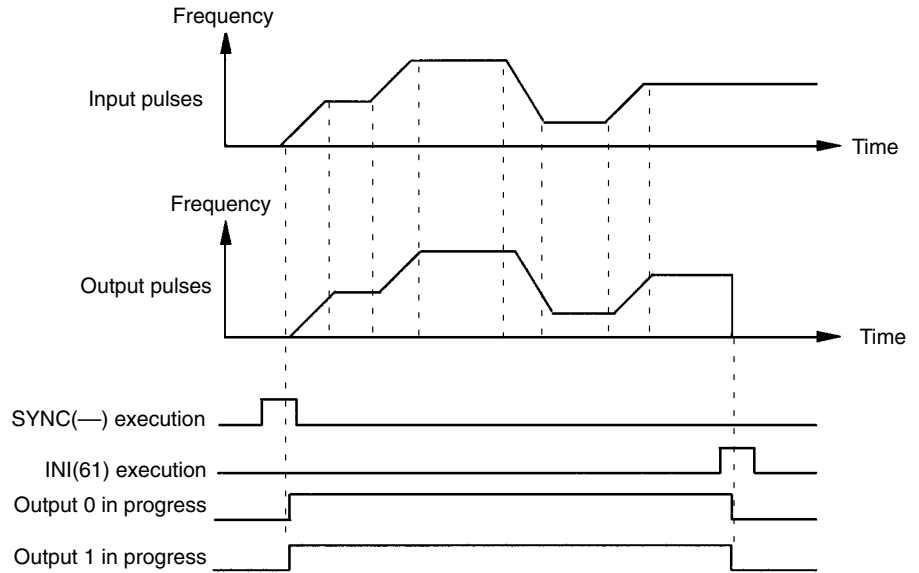 Frequency
Input pulses
Time
Frequency
Output pulses
Time
SYNC(—) execution
INI(61) execution
Output 0 in progress
Output 1 in progress